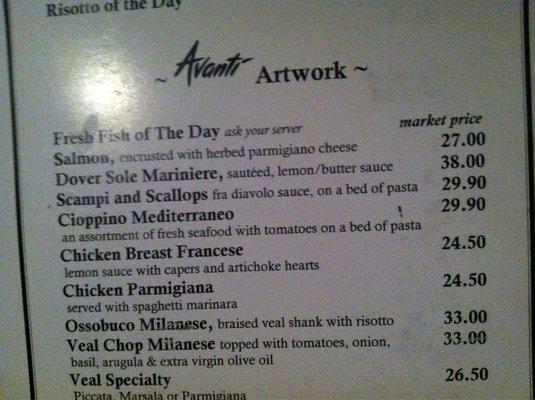 Risotto of the Day
~ Avanti Artwork ~
Fresh Fish of The Day ask your server market price
Salmon, encrusted with herbed parmigiano cheese 27.00
Dover Sole Mariniere, sautéed, lemon/butter sauce 38.00
Scampi and Scallops fra diavolo sauce, on a bed of pasta 29.90
Cioppino Mediterraneo 29.90
an assortment of fresh seafood with tomatoes on a bed of pasta
Chicken Breast Francese 24.50
lemon sauce with capers and artichoke hearts
Chicken Parmigiana 24.50
served with spaghetti marinara
Ossobuco Milanese, braised veal shank with risotto 33.00
Veal Chop Milanese topped with tomatoes, onion, 33.00
basil, arugula & extra virgin olive oil
Veal Specialty 26.50
Piccata, Marsala or Parmigiana